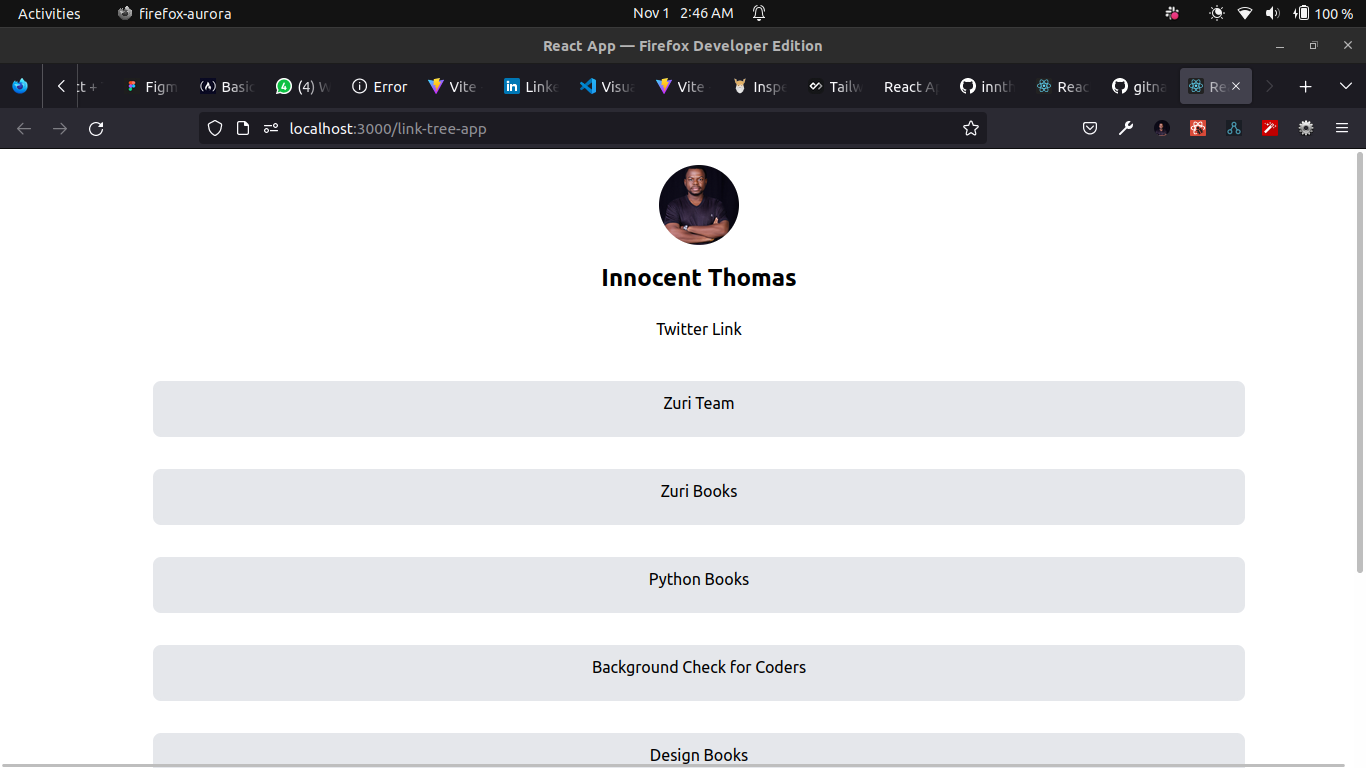 Activities firefox-aurora Nov 1 2:46 AM 100 %
React App — Firefox Developer Edition
ct + Figm Basic (4) W Error Vite Linke Visua Vite Inspe Tailw React Ap innth Reac gitna Re
localhost:3000/link-tree-app
Innocent Thomas
Twitter Link
Zuri Team
Zuri Books
Python Books
Background Check for Coders
Design Books